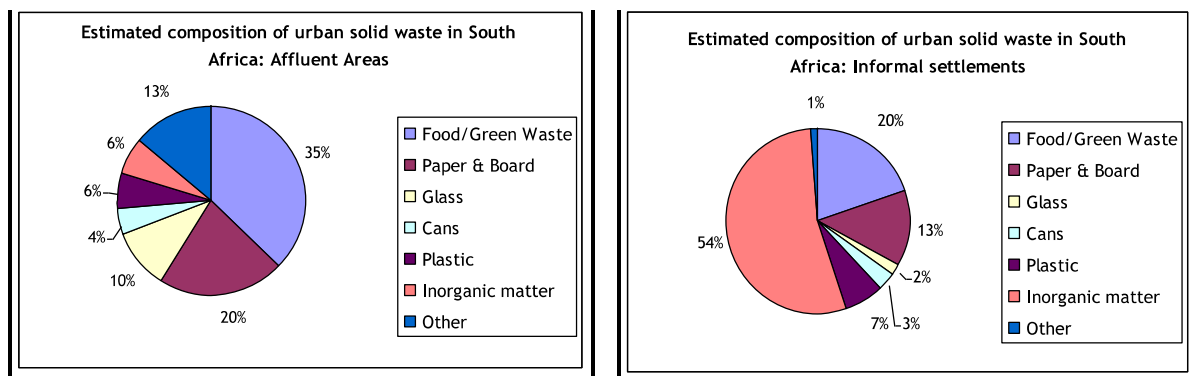 Estimated composition of urban solid waste in South
Africa: Affluent Areas
13%
6%
6%
4%
10%
20%
35%
Food/Green Waste
Paper & Board
Glass
Cans
Plastic
Inorganic matter
Other
Estimated composition of urban solid waste in South
Africa: Informal settlements
1%
20%
13%
2%
3%
7%
54%
Food/Green Waste
Paper & Board
Glass
Cans
Plastic
Inorganic matter
Other